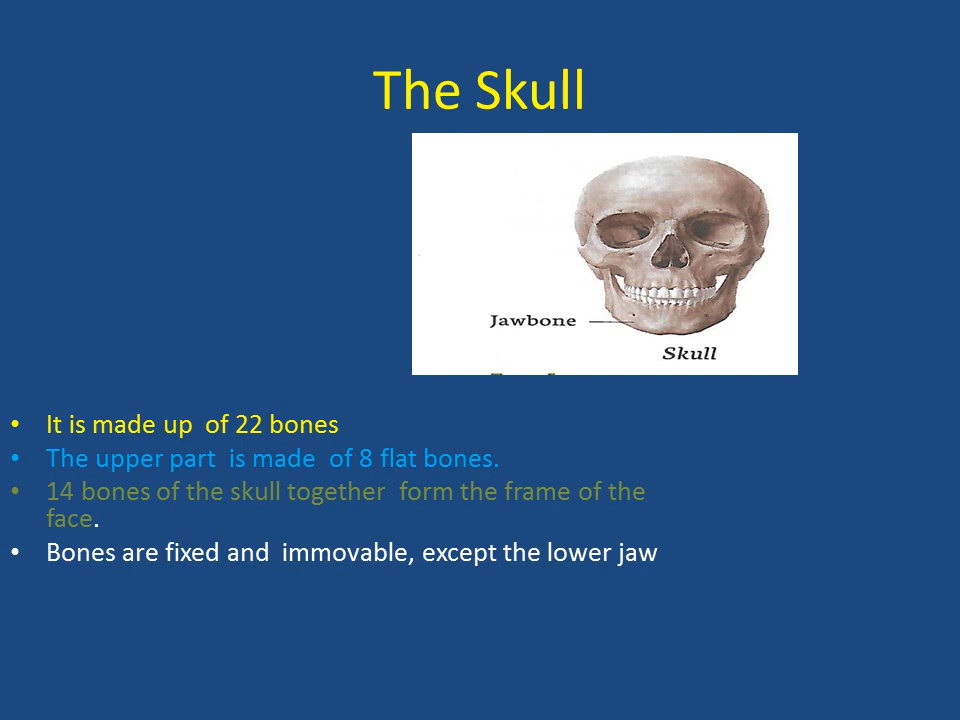 The Skull
Jawbone
Skull
• It is made up  of 22 bones
• The upper part  is made  of 8 flat bones.
• 14 bones of the skull together  form the frame of the
face.
• Bones are fixed and  immovable, except the lower jaw